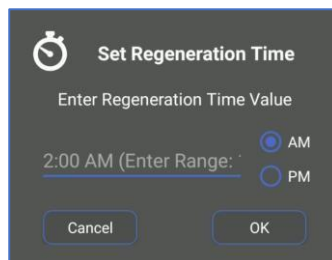 Set Regeneration Time
Enter Regeneration Time Value
AM
2:00 AM (Enter Range:
PM
Cancel
OK